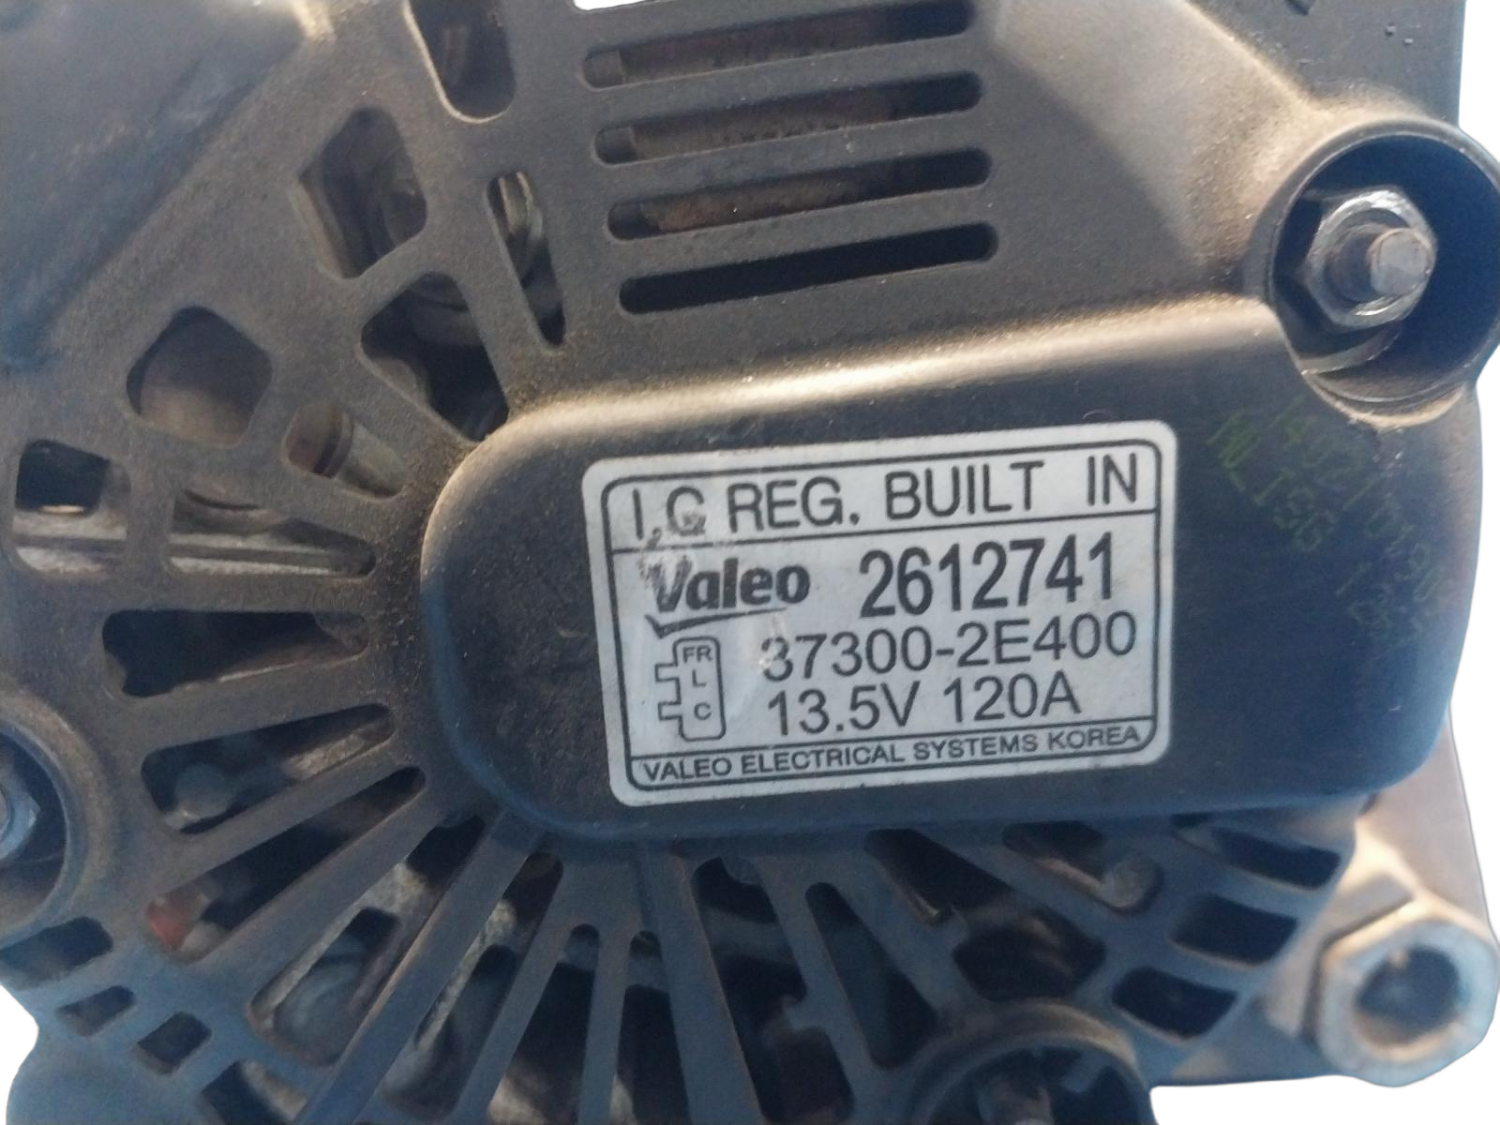 I,C REG. BUILT IN
Valeo 2612741
37300-2E400
FR
L
C
13.5V 120A
VALEO ELECTRICAL SYSTEMS KOREA